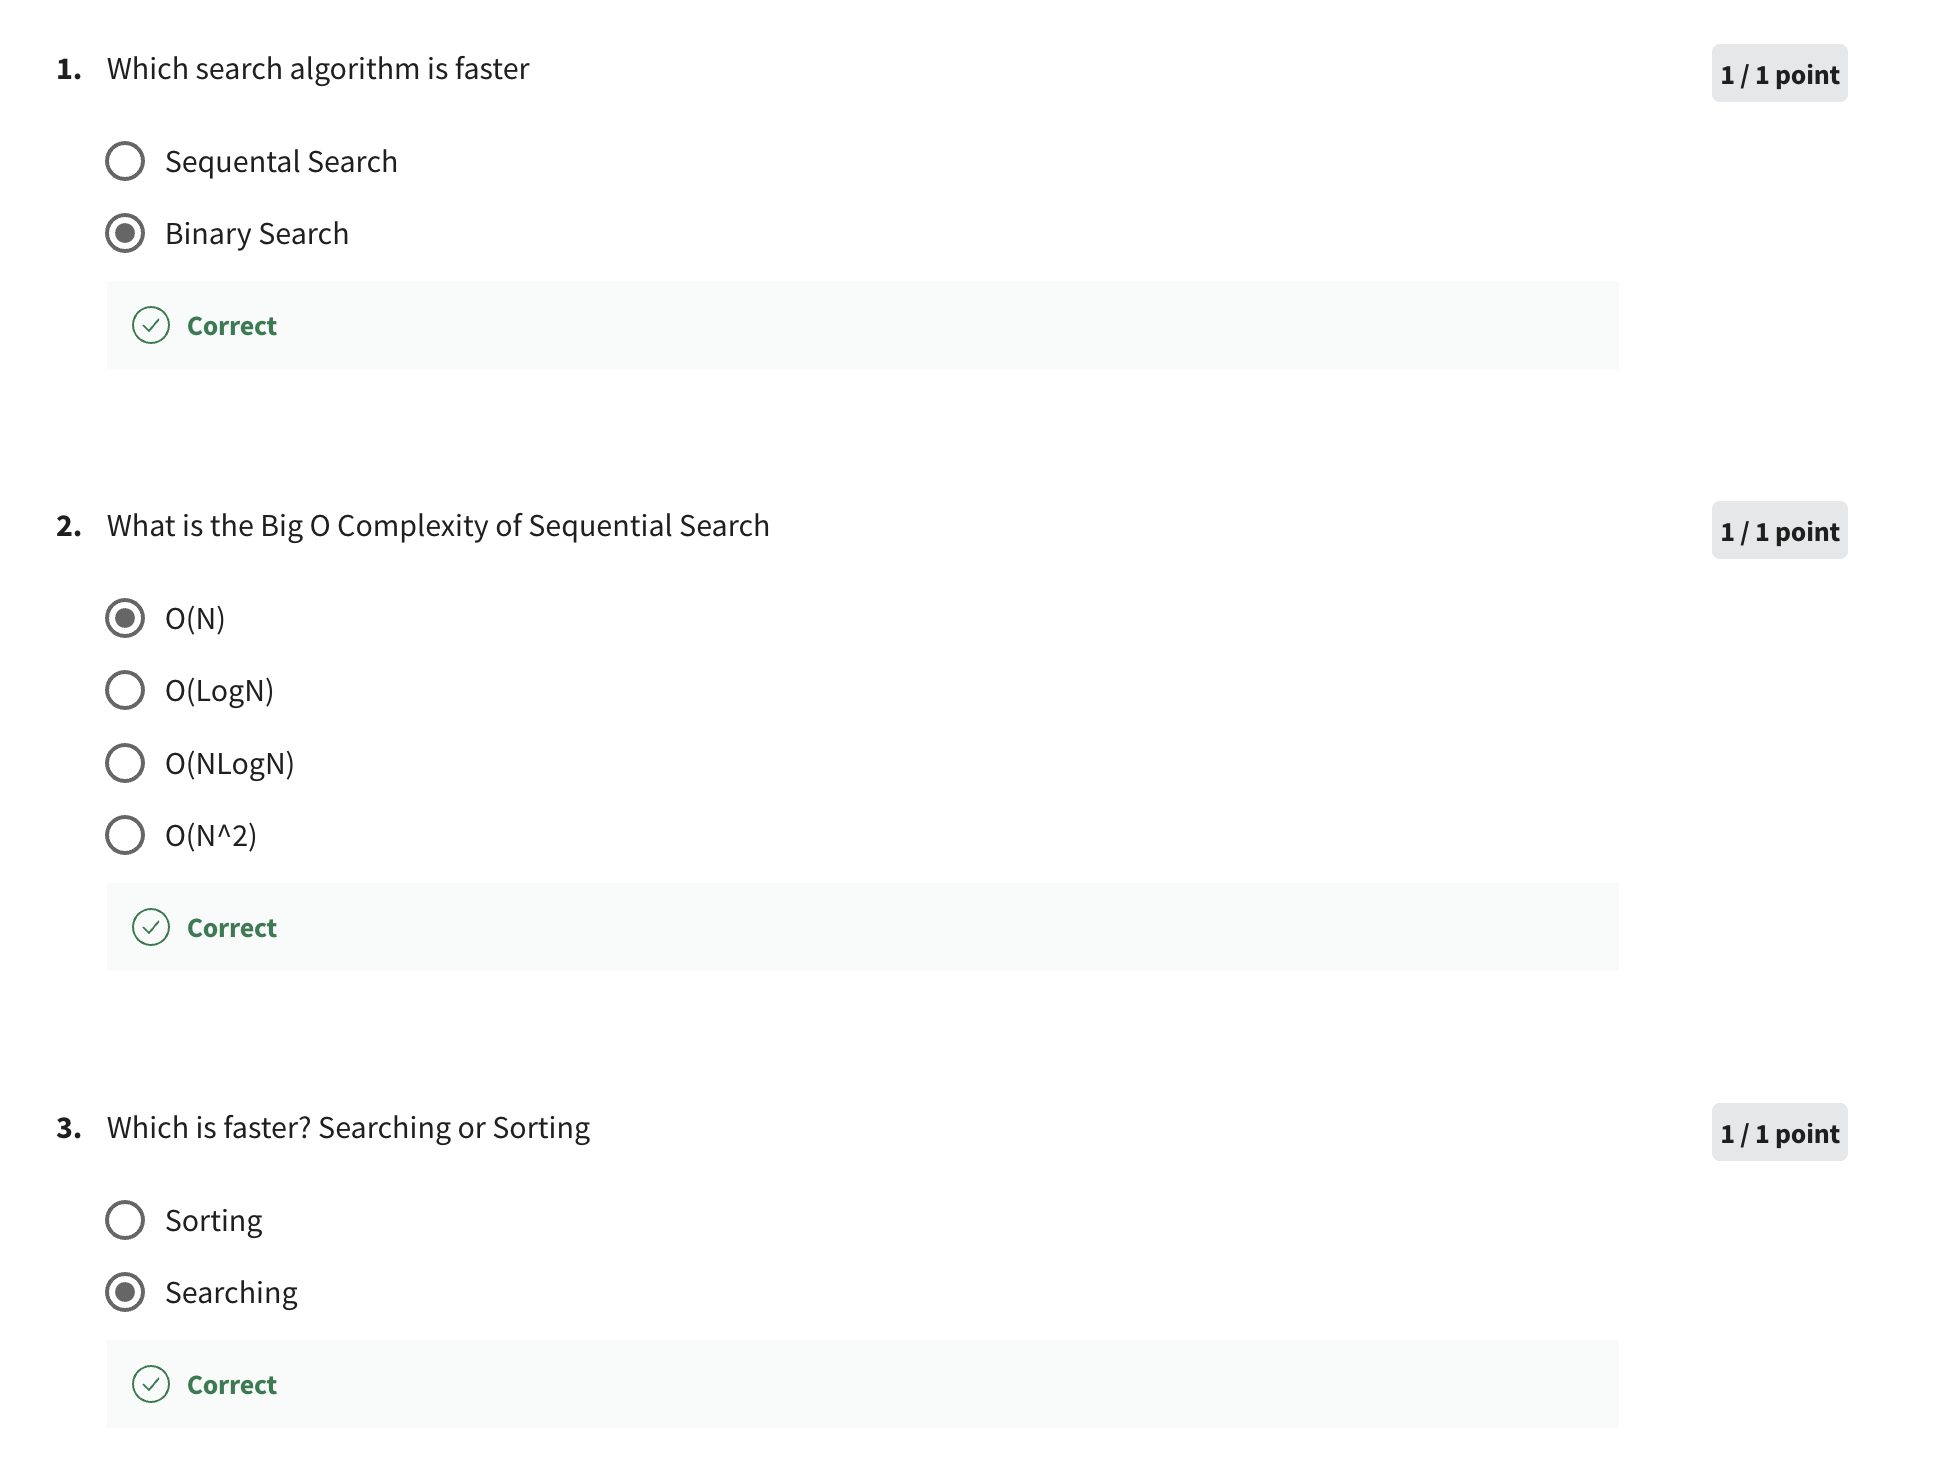 1. Which search algorithm is faster
1 / 1 point
Sequental Search
Binary Search
Correct
2. What is the Big O Complexity of Sequential Search
1 / 1 point
O(N)
O(LogN)
O(NLogN)
O(N^2)
Correct
3. Which is faster? Searching or Sorting
1 / 1 point
Sorting
Searching
Correct